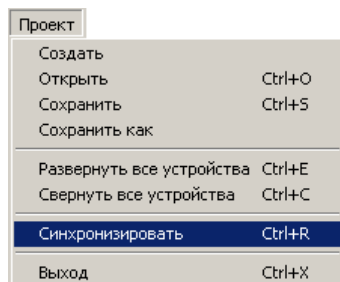 Проект
Создать
Открыть Ctrl+O
Сохранить Ctrl+S
Сохранить как
Развернуть все устройства Ctrl+E
Свернуть все устройства Ctrl+C
Синхронизировать Ctrl+R
Выход Ctrl+X